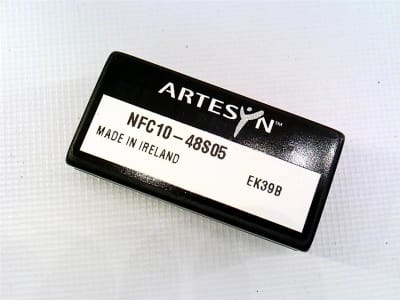 ARTESYN™
NFC10-48S05
MADE IN IRELAND
EK39B